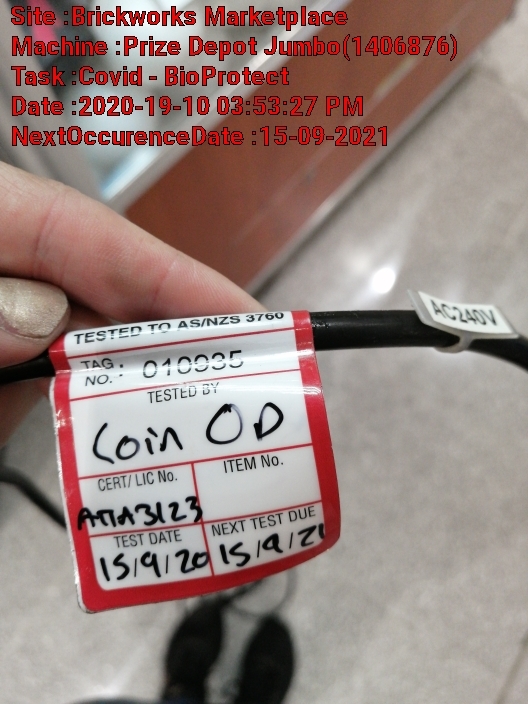 Site :Brickworks Marketplace
Machine :Prize Depot Jumbo(1406876)
Task :Covid - BioProtect
Date :2020-19-10 03:53:27 PM
NextOccurenceDate :15-09-2021
AC240V
TESTED TO AS/NZS 3760
TAG NO. : 010935
TESTED BY
Coin OD
CERT/ LIC No.
ITEM No.
ATTA3123
TEST DATE
NEXT TEST DUE
15/9/20
15/9/21